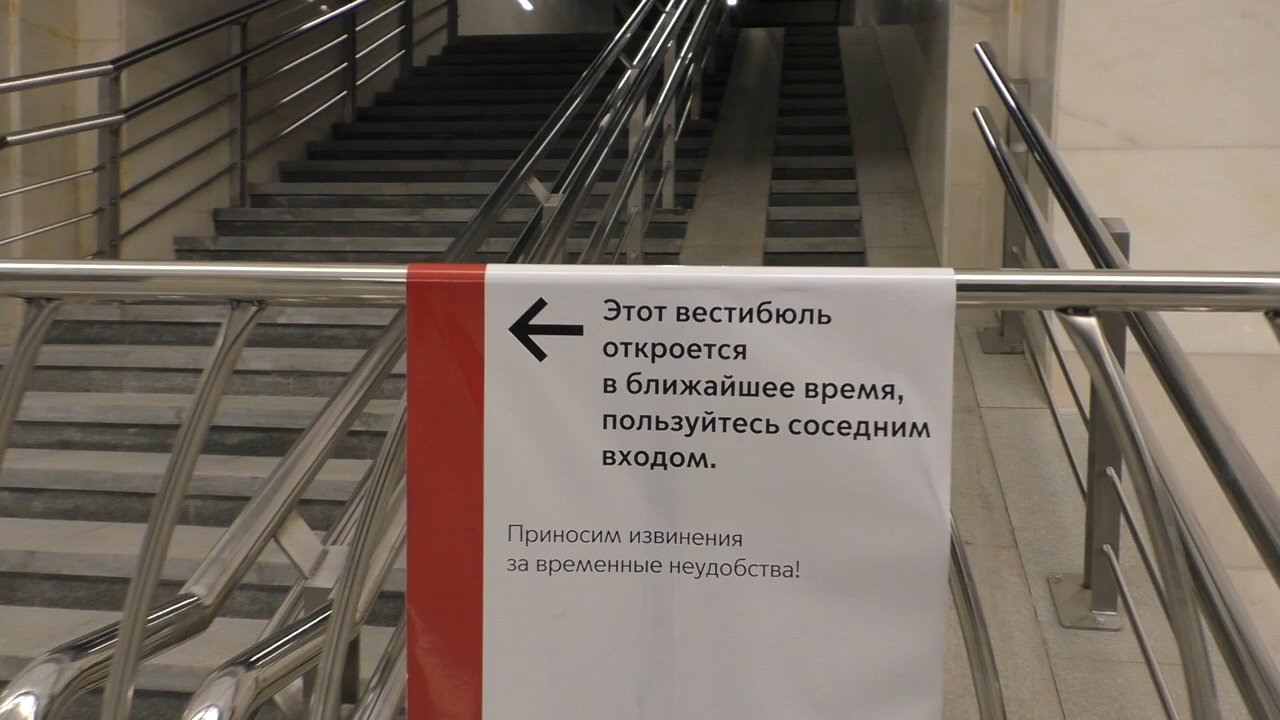 Этот вестибюль
откроется
в ближайшее время,
пользуйтесь соседним
входом.
Приносим извинения
за временные неудобства!